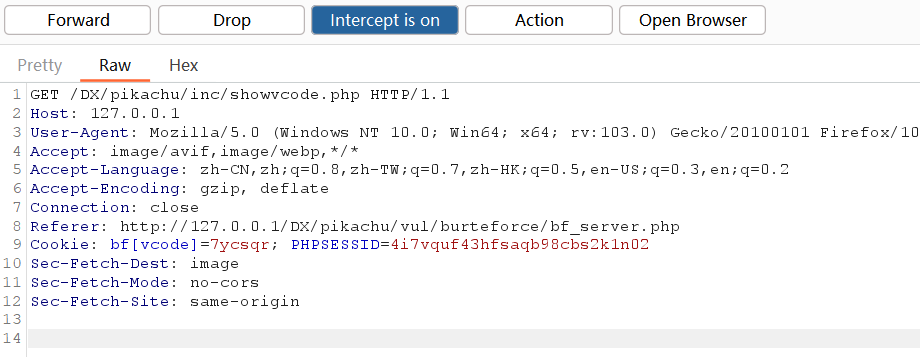 Forward Drop Intercept is on Action Open Browser
Pretty Raw Hex
1 GET /DX/pikachu/inc/showvcode.php HTTP/1.1
2 Host: 127.0.0.1
3 User-Agent: Mozilla/5.0 (Windows NT 10.0; Win64; x64; rv:103.0) Gecko/20100101 Firefox/10
4 Accept: image/avif,image/webp,*/*
5 Accept-Language: zh-CN,zh;q=0.8,zh-TW;q=0.7,zh-HK;q=0.5,en-US;q=0.3,en;q=0.2
6 Accept-Encoding: gzip, deflate
7 Connection: close
8 Referer: http://127.0.0.1/DX/pikachu/vul/burteforce/bf_server.php
9 Cookie: bf[vcode]=7ycsqr; PHPSESSID=4i7vquf43hfsaqb98cbs2k1n02
10 Sec-Fetch-Dest: image
11 Sec-Fetch-Mode: no-cors
12 Sec-Fetch-Site: same-origin
13
14